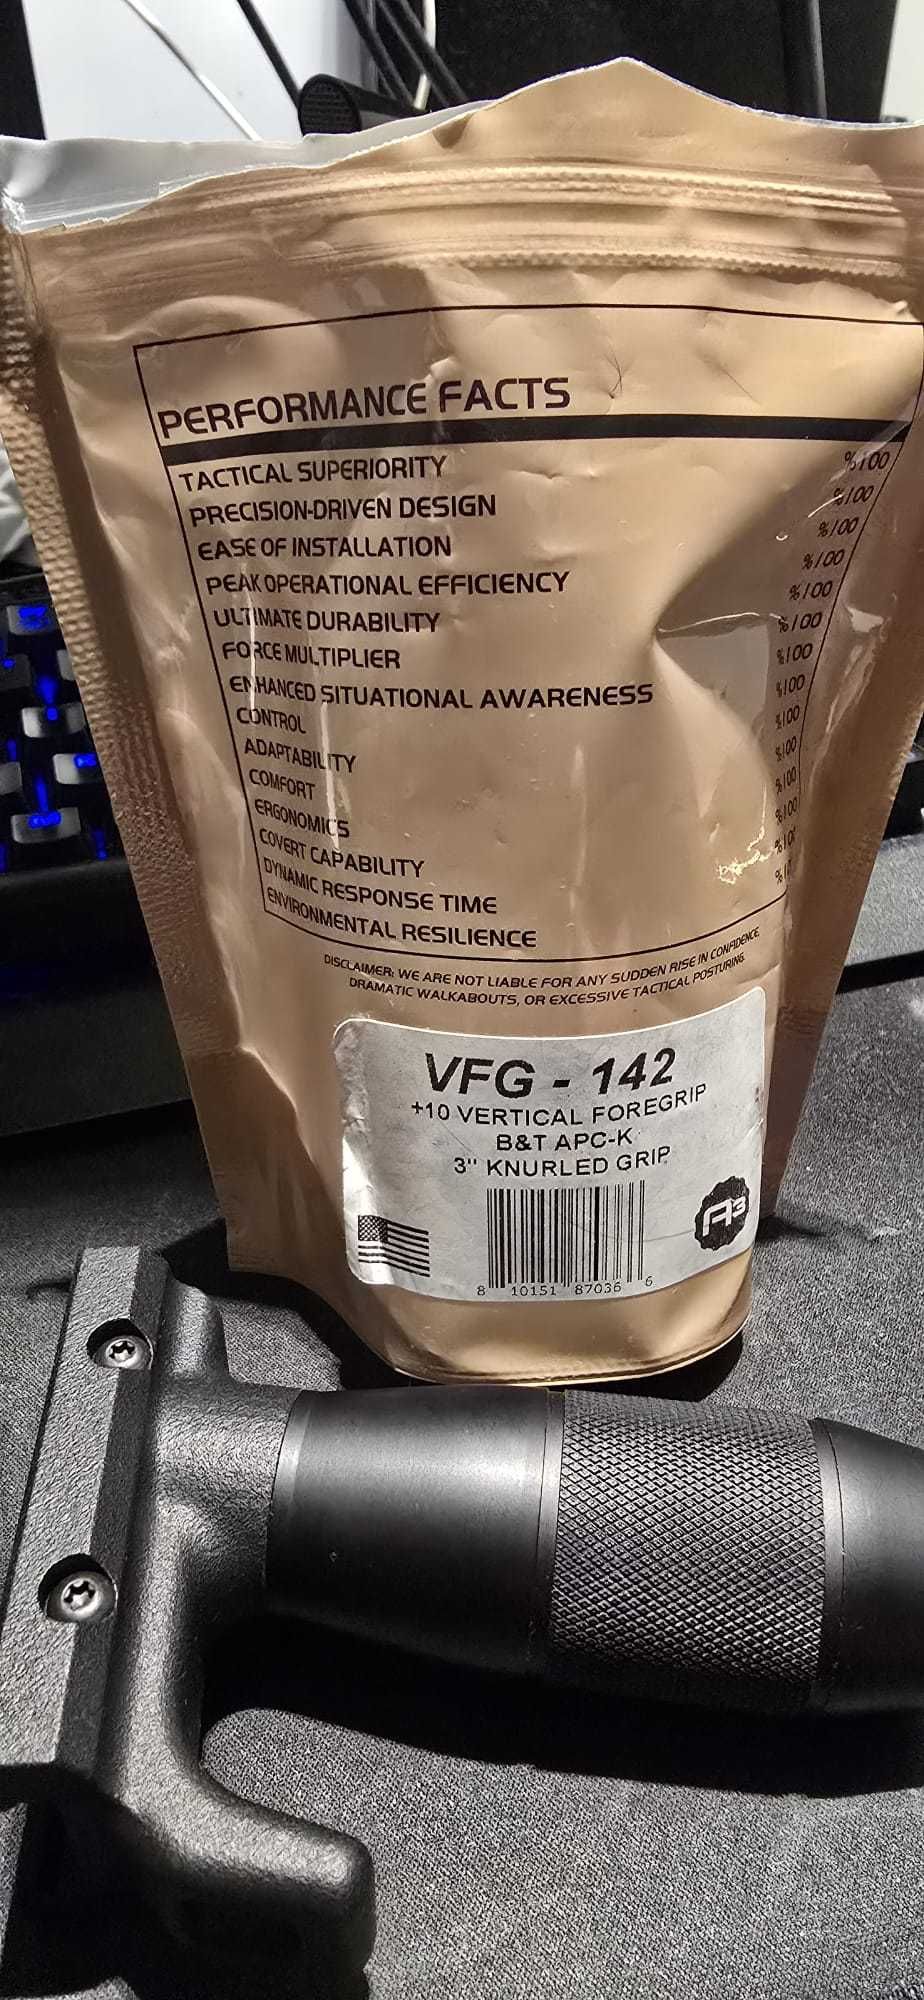 PERFORMANCE FACTS
TACTICAL SUPERIORITY %100
PRECISION-DRIVEN DESIGN %100
EASE OF INSTALLATION %100
PEAK OPERATIONAL EFFICIENCY %100
ULTIMATE DURABILITY %100
FORCE MULTIPLIER %100
ENHANCED SITUATIONAL AWARENESS %100
CONTROL %100
ADAPTABILITY %100
COMFORT %100
ERGONOMICS %100
COVERT CAPABILITY %100
DYNAMIC RESPONSE TIME
ENVIRONMENTAL RESILIENCE
DISCLAIMER: WE ARE NOT LIABLE FOR ANY SUDDEN RISE IN CONFIDENCE,
DRAMATIC WALKABOUTS, OR EXCESSIVE TACTICAL POSTURING.
VFG - 142
+10 VERTICAL FOREGRIP
B&T APC-K
3" KNURLED GRIP
A3
8 10151 87036 6